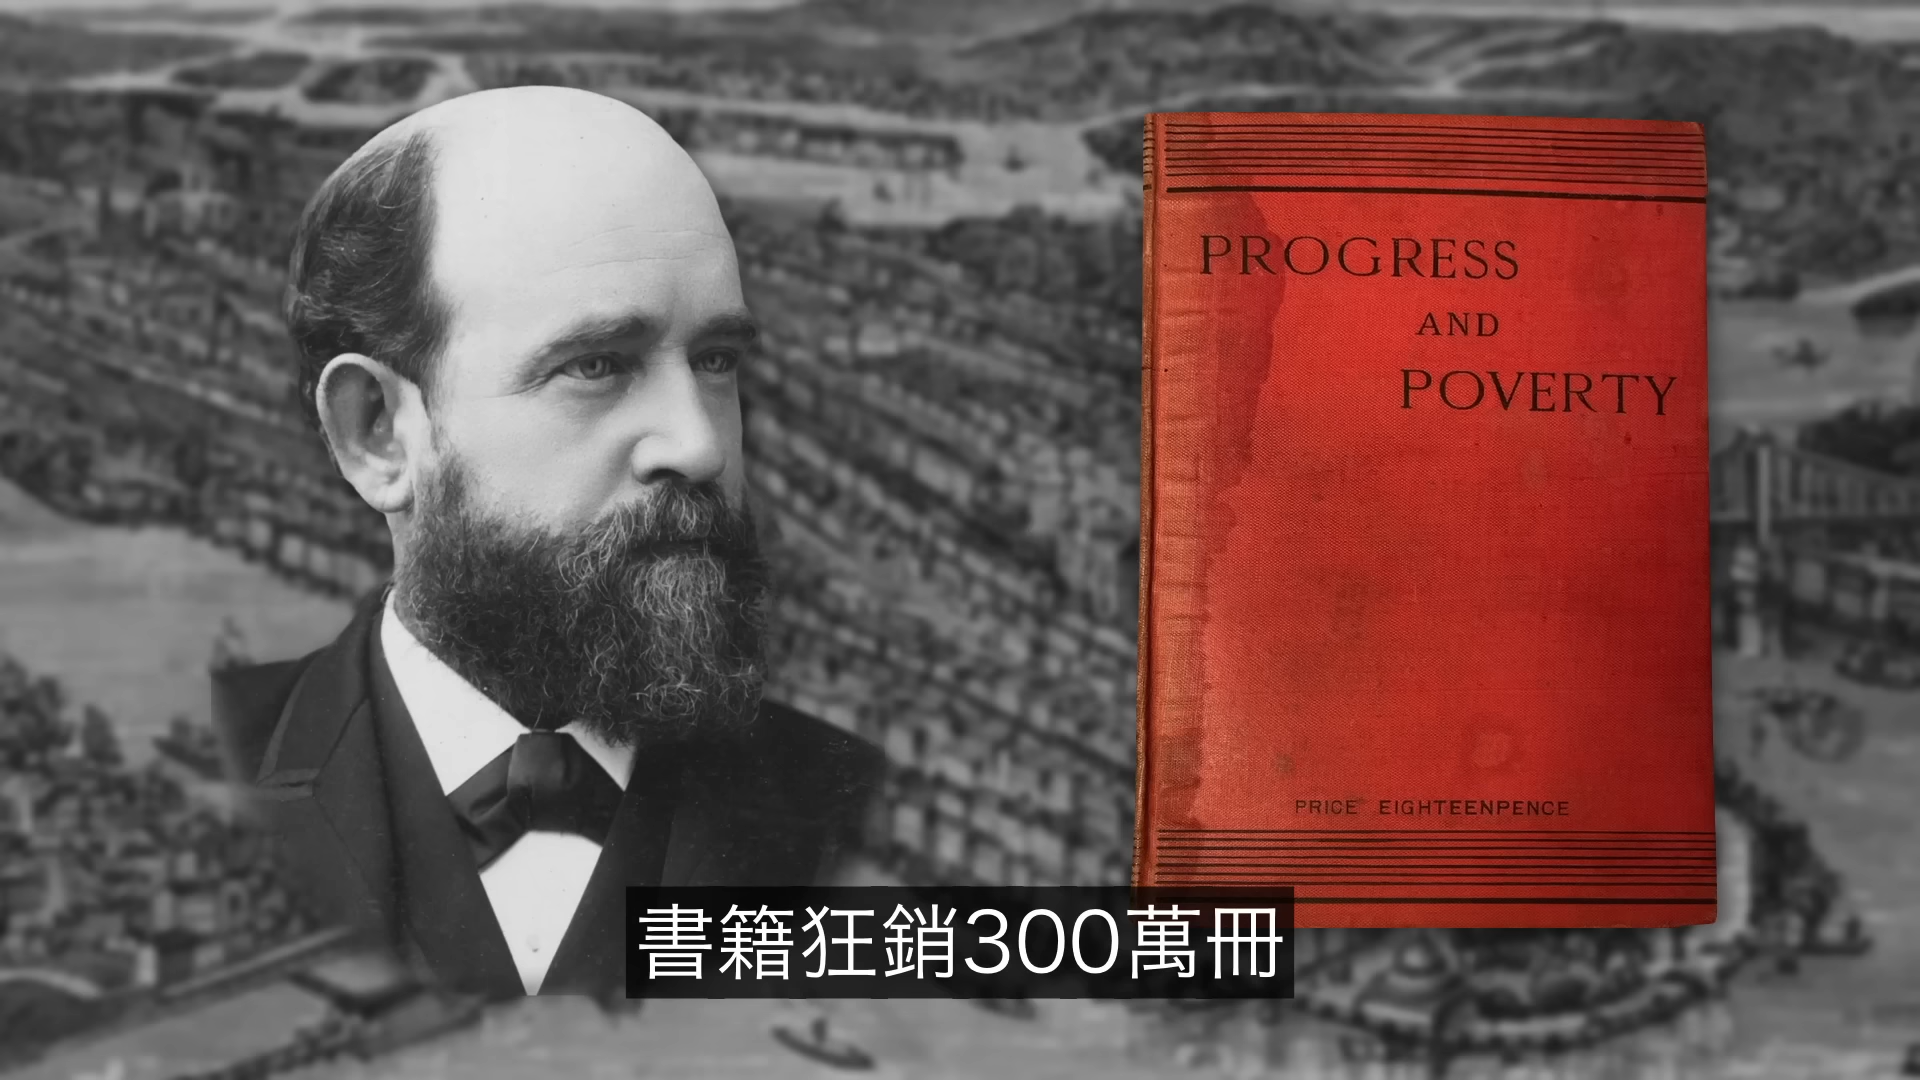 PROGRESS
AND
POVERTY
PRICE EIGHTEENPENCE
書籍狂銷300萬冊